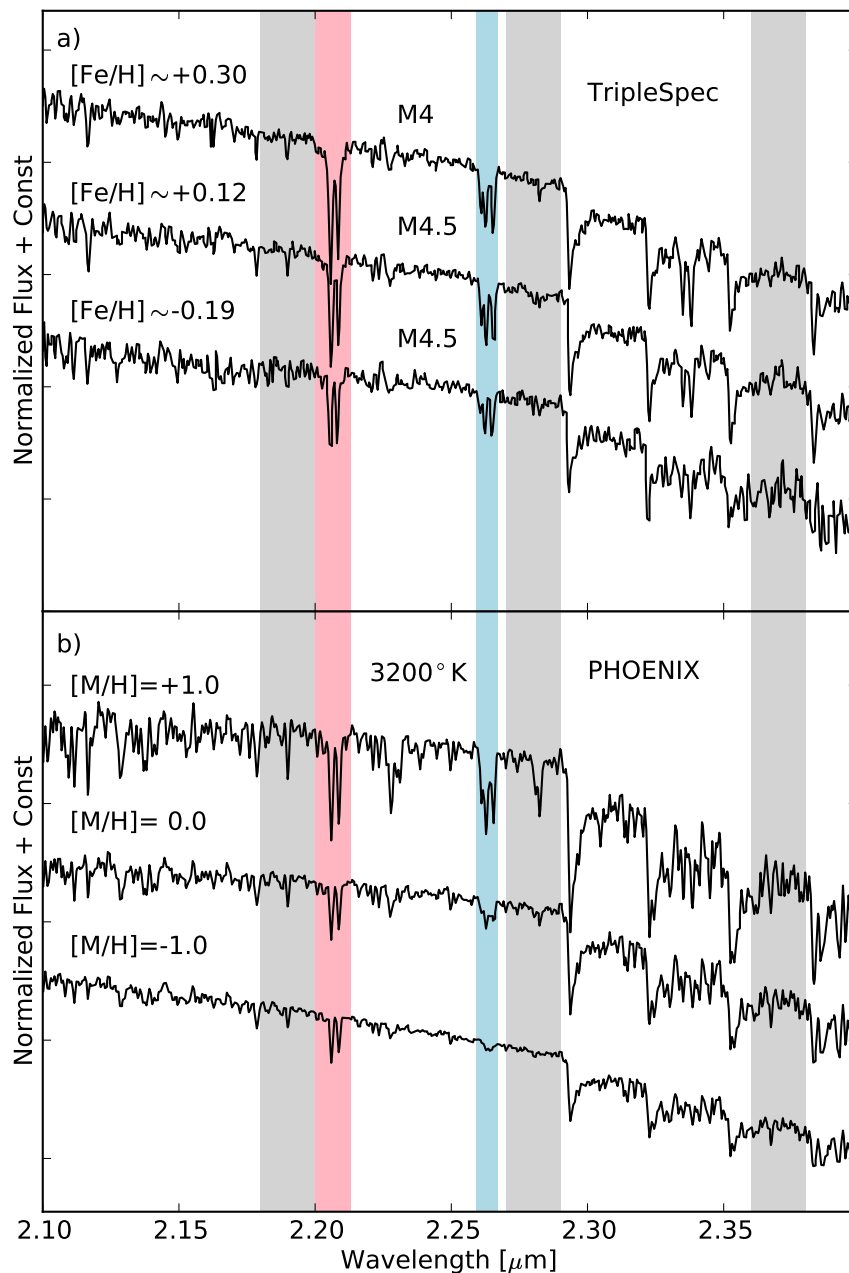 a)
[Fe/H]∼+0.30
M4
TripleSpec
[Fe/H]∼+0.12
M4.5
[Fe/H]∼-0.19
M4.5
Normalized Flux + Const
b)
[M/H]=+1.0
3200°K
PHOENIX
[M/H]= 0.0
[M/H]=-1.0
Normalized Flux + Const
2.10 2.15 2.20 2.25 2.30 2.35
Wavelength [μm]